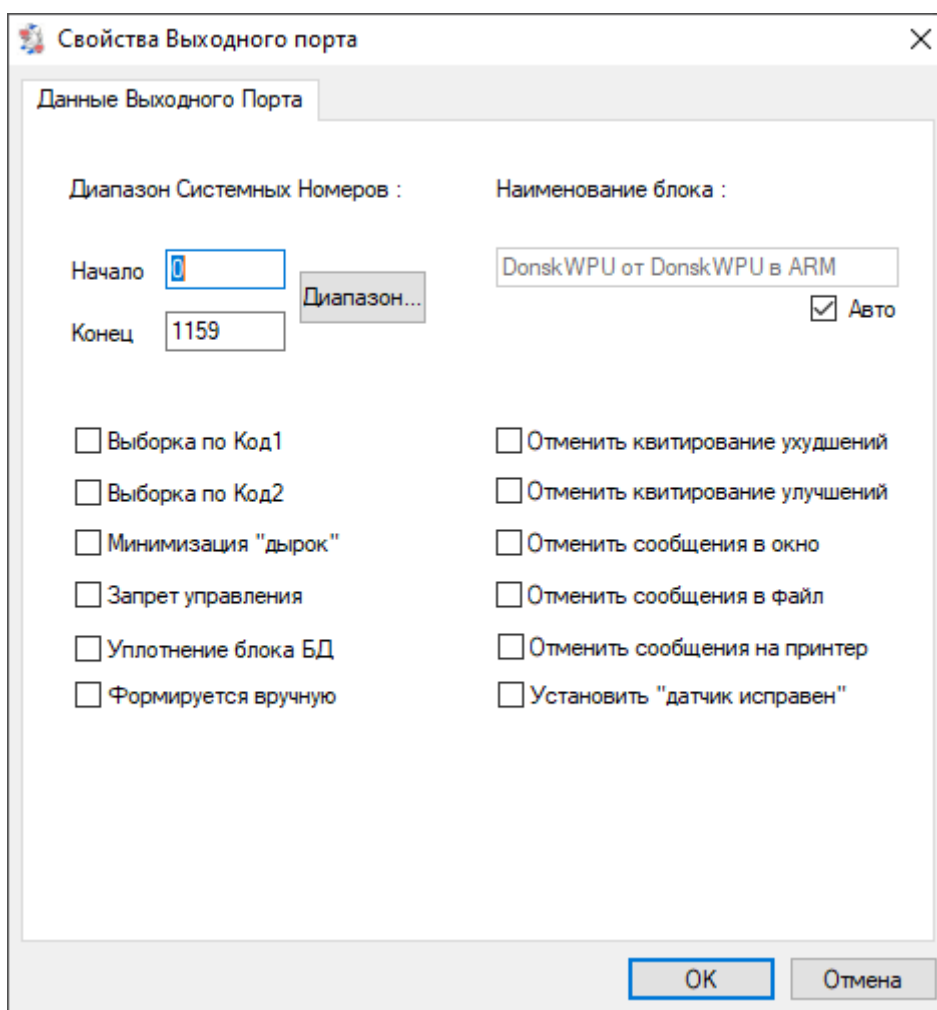 Свойства Выходного порта
Данные Выходного Порта
Диапазон Системных Номеров :
Наименование блока :
Начало 0
Диапазон...
DonskWPU от DonskWPU в ARM
Авто
Конец 1159
Выборка по Код1
Отменить квитирование ухудшений
Выборка по Код2
Отменить квитирование улучшений
Минимизация "дырок"
Отменить сообщения в окно
Запрет управления
Отменить сообщения в файл
Уплотнение блока БД
Отменить сообщения на принтер
Формируется вручную
Установить "датчик исправен"
OK
Отмена